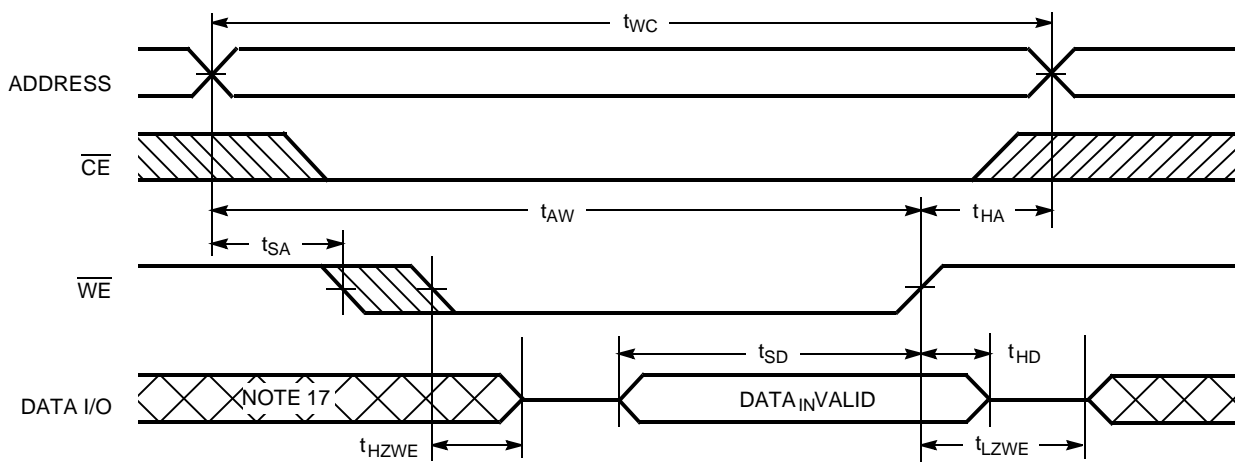 tWC
ADDRESS
CE
tAW
tHA
tSA
WE
tSD
tHD
DATA I/O
NOTE 17
DATAINVALID
tHZWE
tLZWE